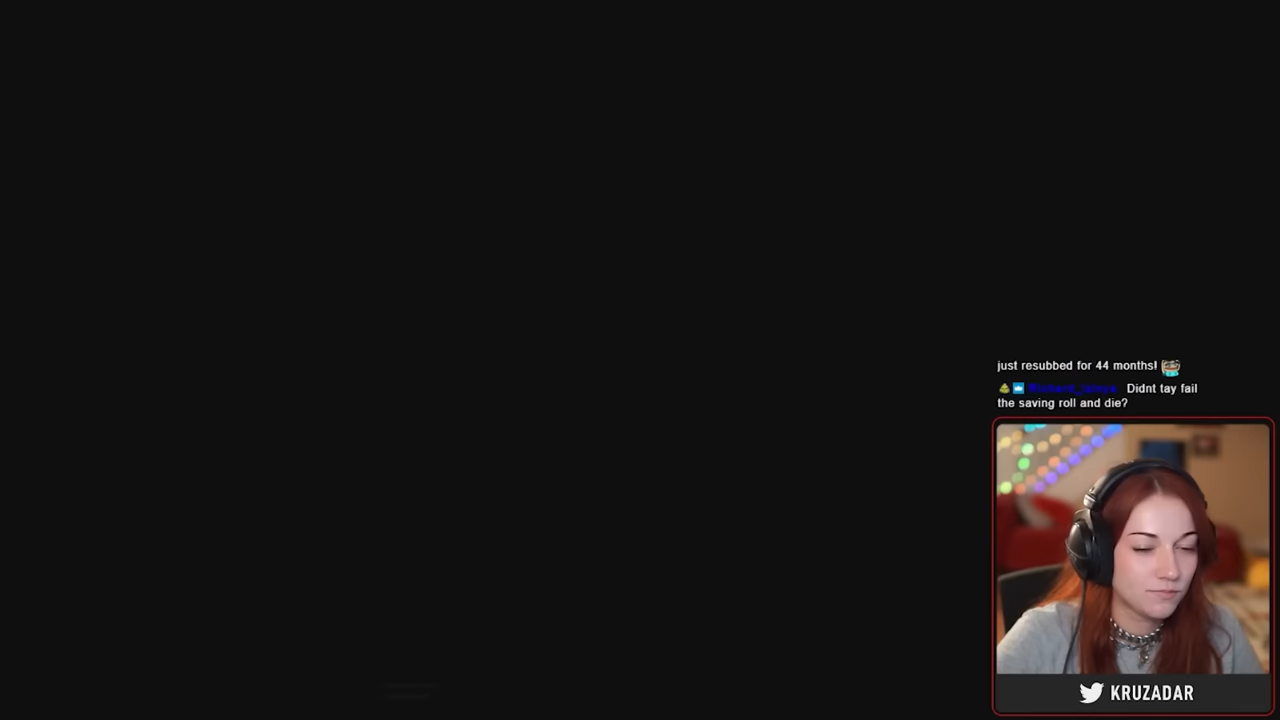 just resubbed for 44 months!
Didnt tay fail
the saving roll and die?
KRUZADAR